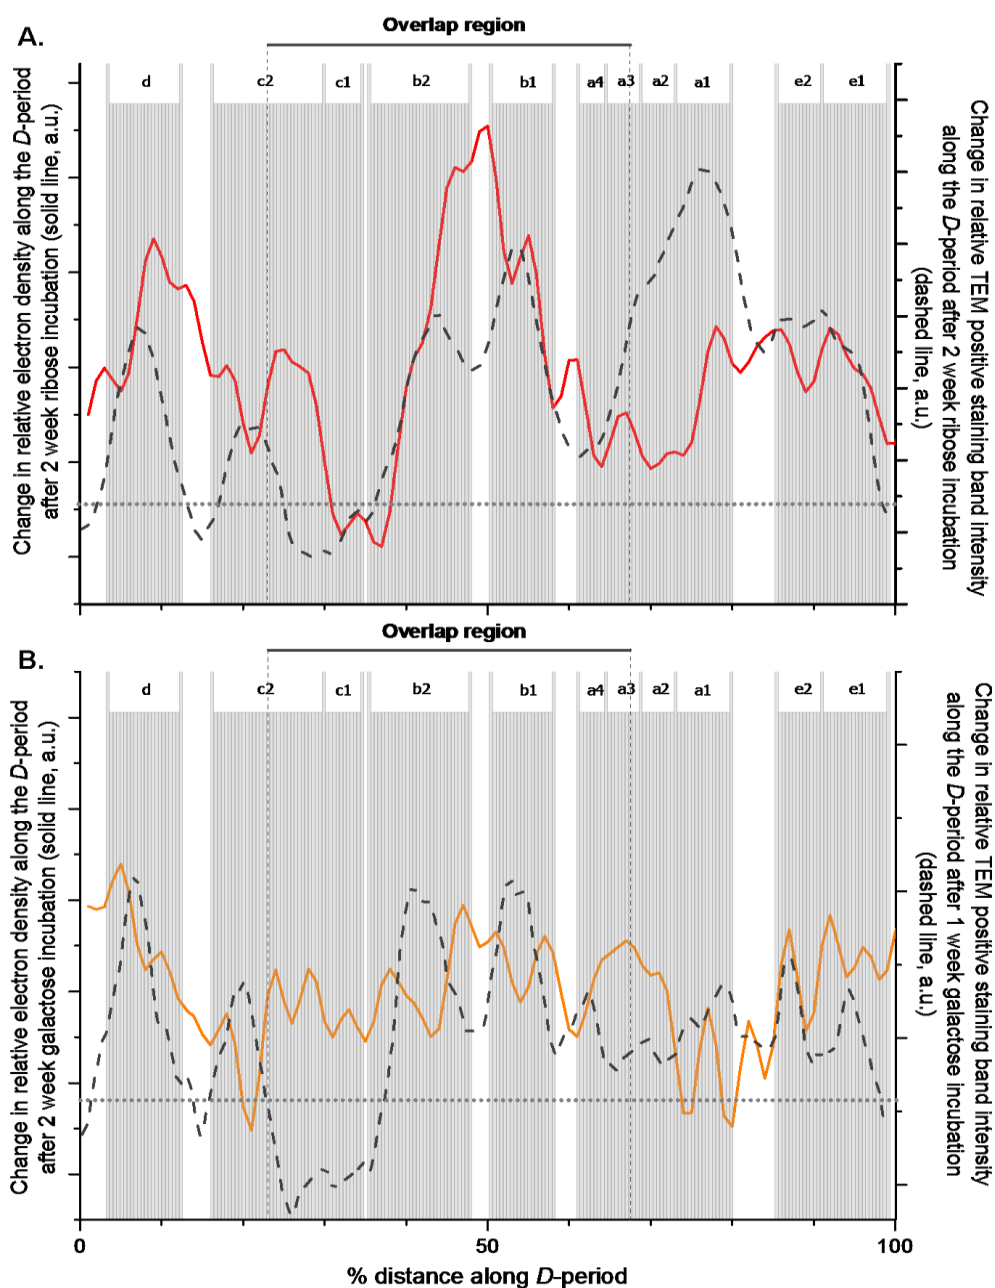 A.
Overlap region
d c2 c1 b2 b1 a4 a3 a2 a1 e2 e1
Change in relative electron density along the D-period
after 2 week ribose incubation (solid line, a.u.)
Change in relative TEM positive staining band intensity
along the D-period after 2 week ribose incubation
(dashed line, a.u.)
B.
Overlap region
d c2 c1 b2 b1 a4 a3 a2 a1 e2 e1
Change in relative electron density along the D-period
after 2 week galactose incubation (solid line, a.u.)
Change in relative TEM positive staining band intensity
along the D-period after 1 week galactose incubation
(dashed line, a.u.)
0 50 100
% distance along D-period